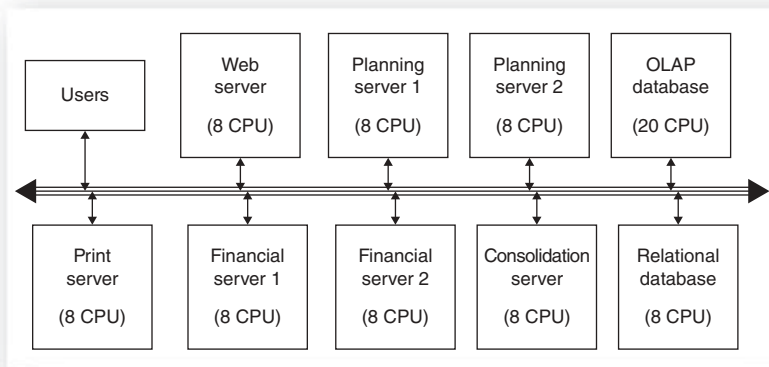 Users
Web
server
(8 CPU)
Planning
server 1
(8 CPU)
Planning
server 2
(8 CPU)
OLAP
database
(20 CPU)
Print
server
(8 CPU)
Financial
server 1
(8 CPU)
Financial
server 2
(8 CPU)
Consolidation
server
(8 CPU)
Relational
database
(8 CPU)